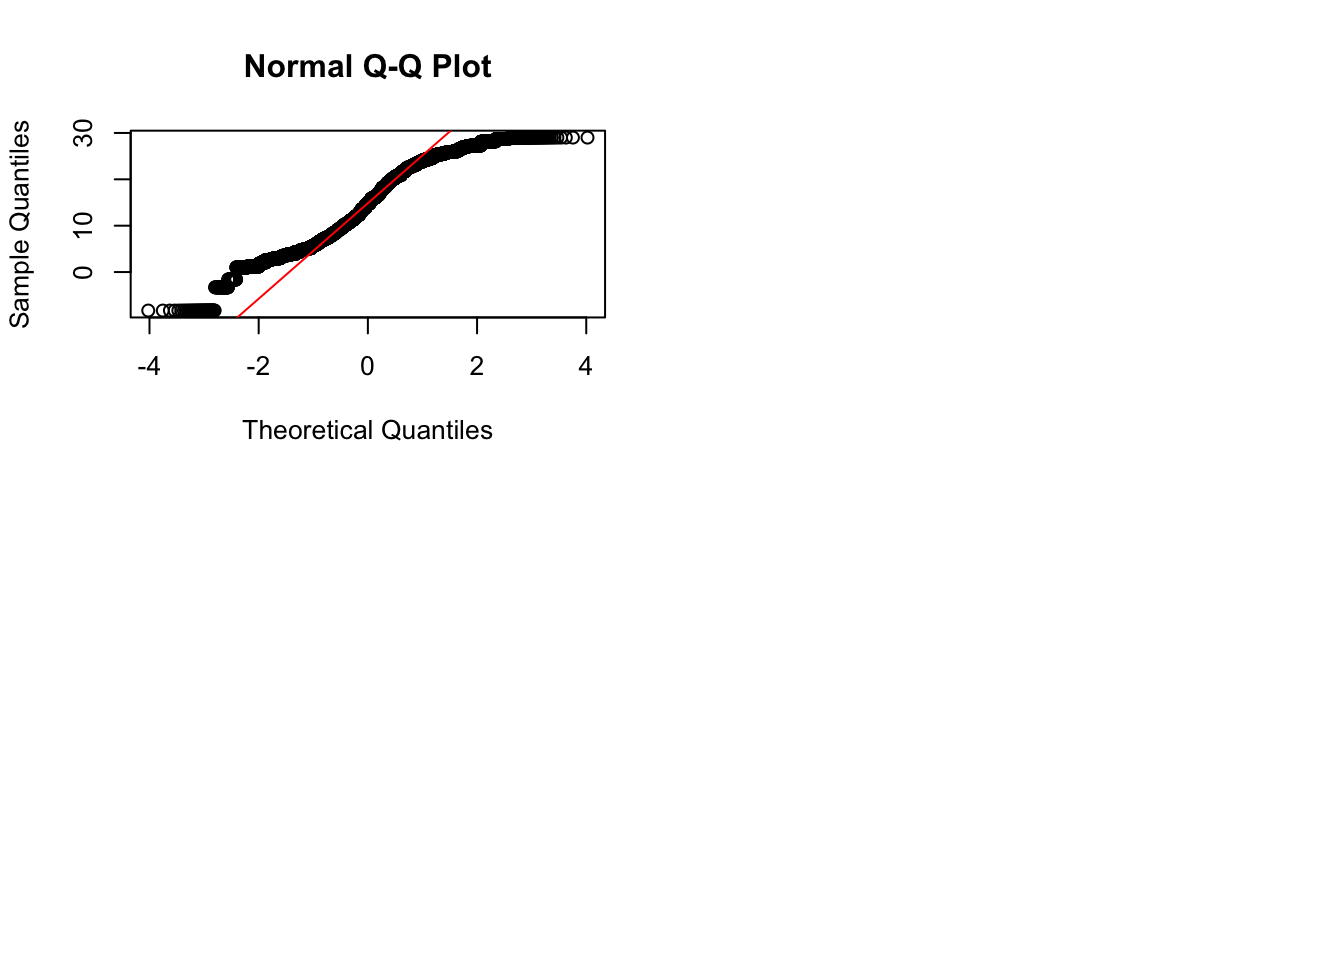 Normal Q-Q Plot
Sample Quantiles
30
10
0
-4 -2 0 2 4
Theoretical Quantiles